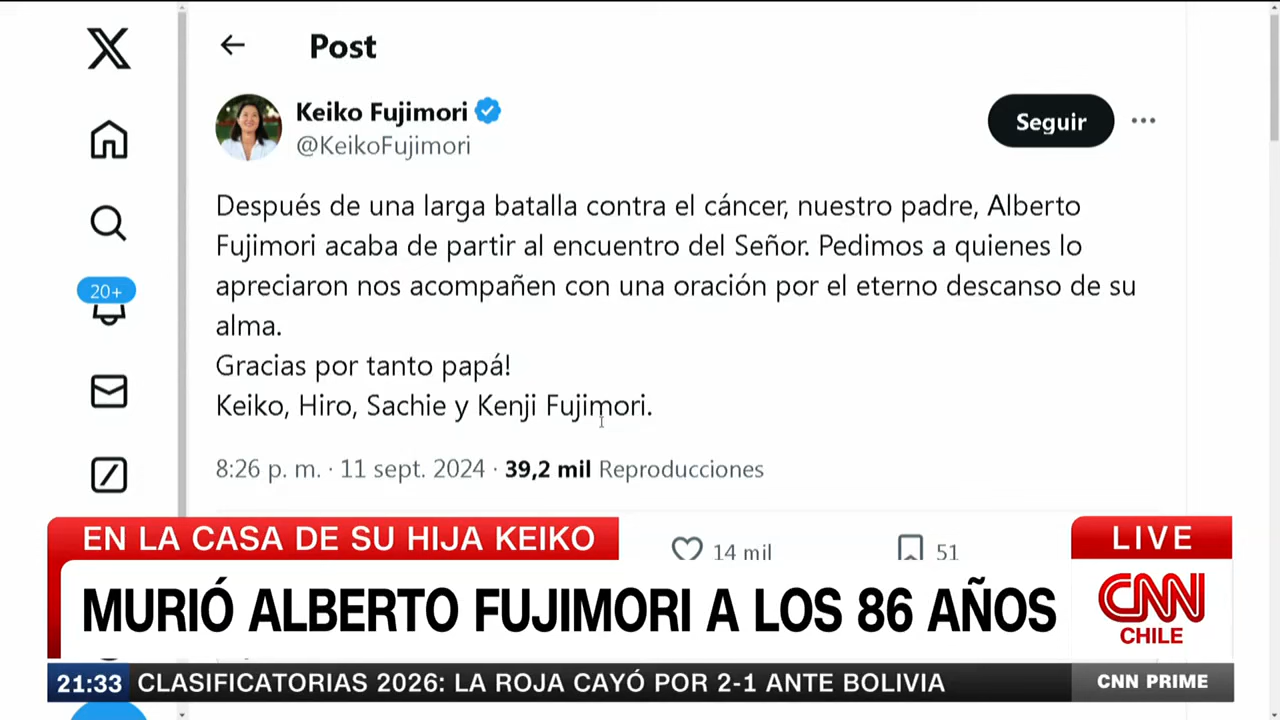 Post
Keiko Fujimori
Seguir
@KeikoFujimori
Después de una larga batalla contra el cáncer, nuestro padre, Alberto
Fujimori acaba de partir al encuentro del Señor. Pedimos a quienes lo
apreciaron nos acompañen con una oración por el eterno descanso de su
alma.
Gracias por tanto papá!
Keiko, Hiro, Sachie y Kenji Fujimori.
20+
8:26 p. m. · 11 sept. 2024 · 39,2 mil Reproducciones
14 mil
51
EN LA CASA DE SU HIJA KEIKO
LIVE
MURIÓ ALBERTO FUJIMORI A LOS 86 AÑOS
CNN
CHILE
21:33 CLASIFICATORIAS 2026: LA ROJA CAYÓ POR 2-1 ANTE BOLIVIA
CNN PRIME